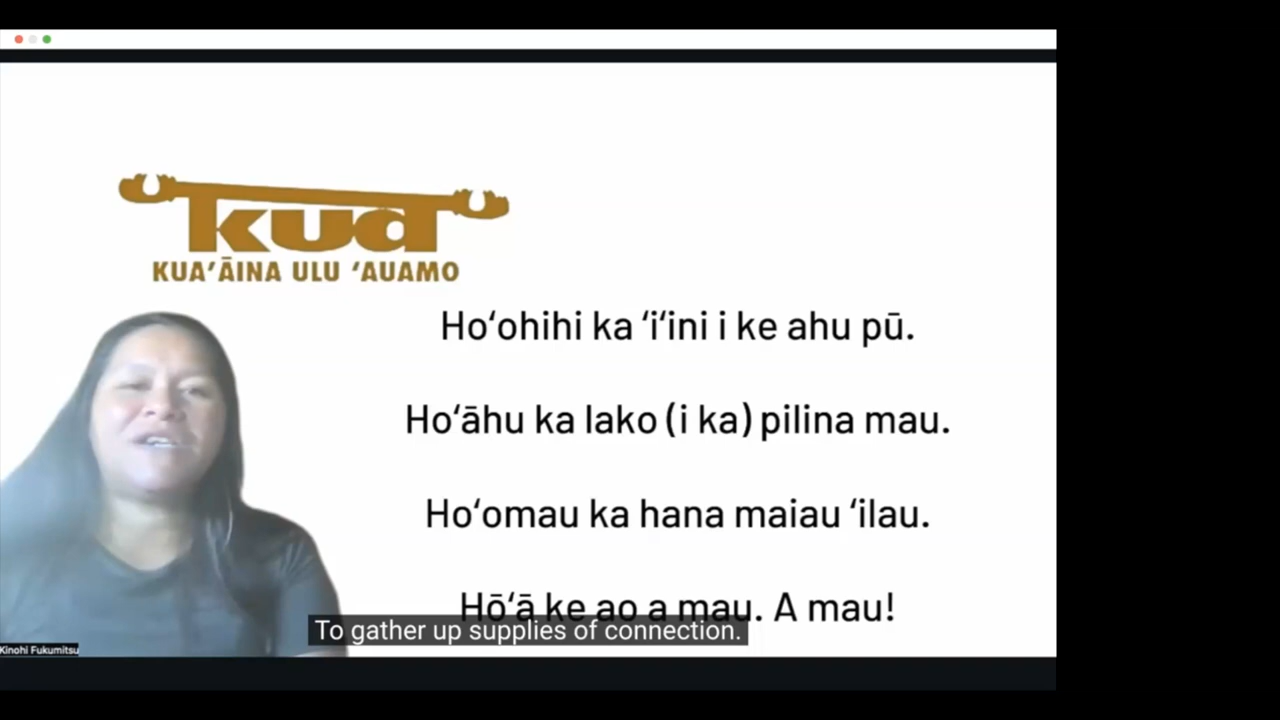 kua
KUAʻĀINA ULU ʻAUAMO
Hoʻohihi ka ʻiʻini i ke ahu pū.
Hoʻāhu ka lako (i ka) pilina mau.
Hoʻomau ka hana maiau ʻilau.
Hōʻā ke ao a mau. A mau!
To gather up supplies of connection.
Kinohi Fukumitsu